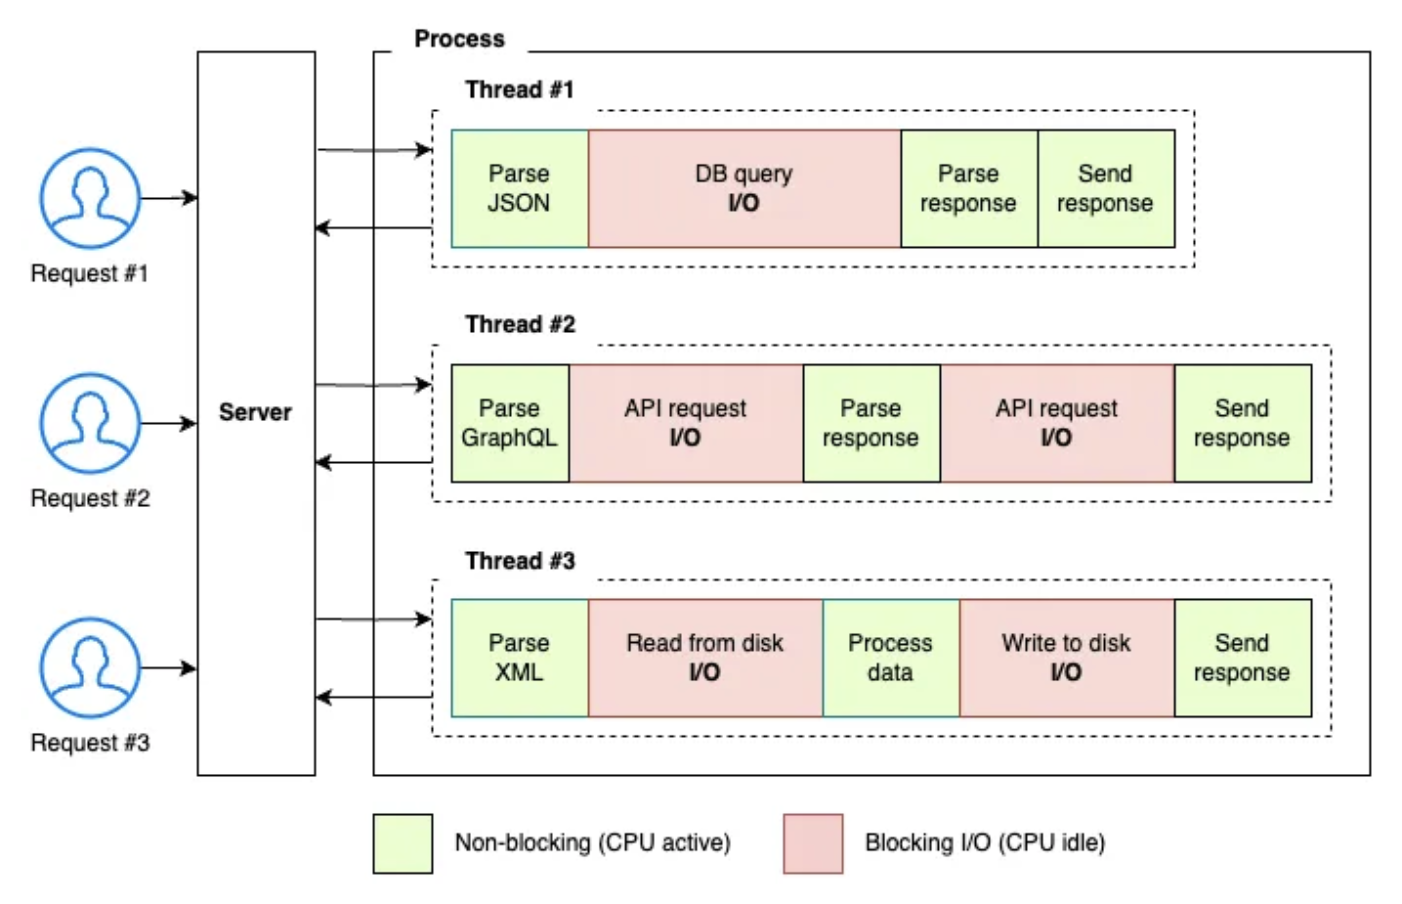 Process
Thread #1
Parse
JSON
DB query
I/O
Parse
response
Send
response
Request #1
Thread #2
Parse
GraphQL
API request
I/O
Parse
response
API request
I/O
Send
response
Server
Request #2
Thread #3
Parse
XML
Read from disk
I/O
Process
data
Write to disk
I/O
Send
response
Request #3
Non-blocking (CPU active)
Blocking I/O (CPU idle)